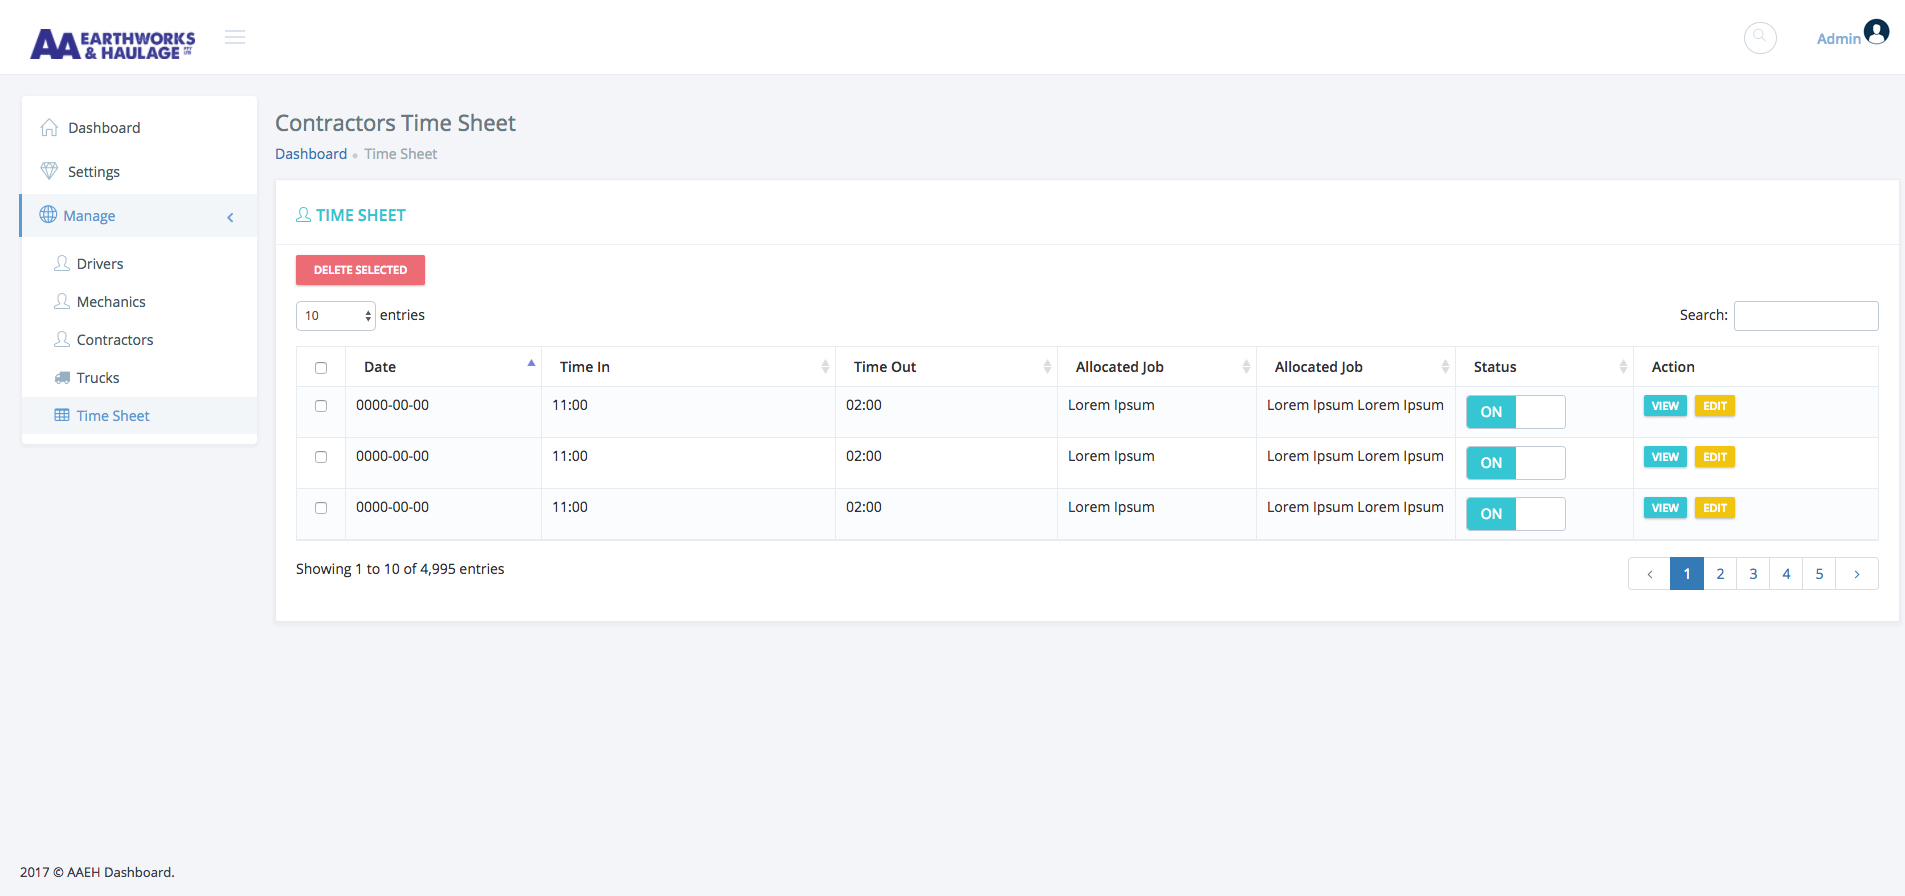 AA EARTHWORKS
& HAULAGE PTY LTD
Admin
Dashboard
Settings
Manage
Drivers
Mechanics
Contractors
Trucks
Time Sheet
Contractors Time Sheet
Dashboard Time Sheet
TIME SHEET
DELETE SELECTED
10 entries
Search:
Date Time In Time Out Allocated Job Allocated Job Status Action
0000-00-00 11:00 02:00 Lorem Ipsum Lorem Ipsum Lorem Ipsum ON VIEW EDIT
0000-00-00 11:00 02:00 Lorem Ipsum Lorem Ipsum Lorem Ipsum ON VIEW EDIT
0000-00-00 11:00 02:00 Lorem Ipsum Lorem Ipsum Lorem Ipsum ON VIEW EDIT
Showing 1 to 10 of 4,995 entries
‹ 1 2 3 4 5 ›
2017 © AAEH Dashboard.